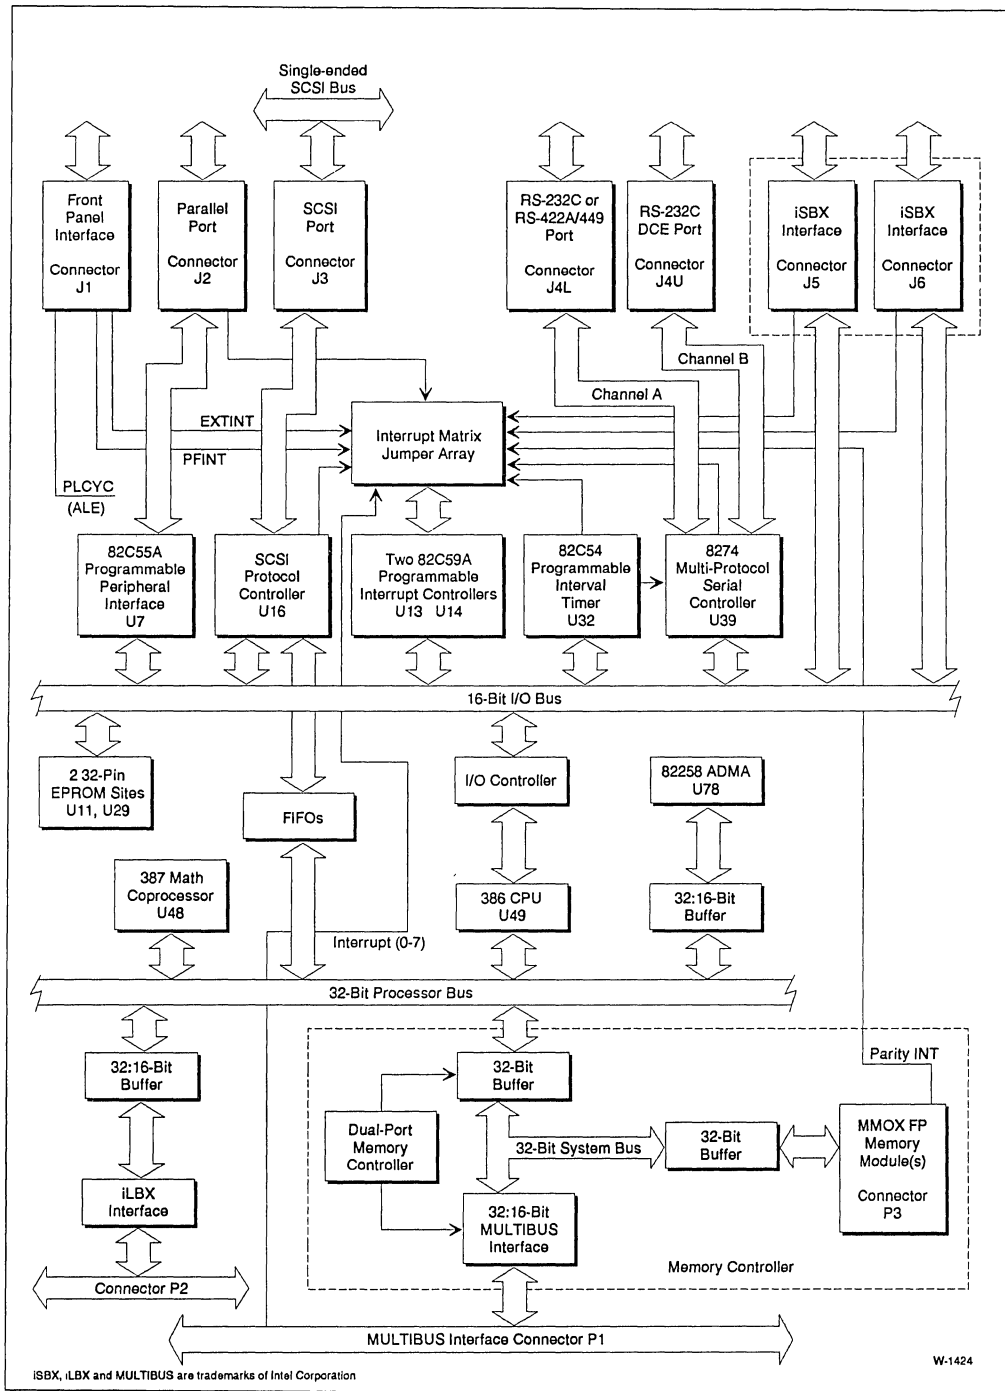 Single-ended
SCSI Bus
Front
Panel
Interface
Connector
J1
Parallel
Port
Connector
J2
SCSI
Port
Connector
J3
RS-232C or
RS-422A/449
Port
Connector
J4L
RS-232C
DCE Port
Connector
J4U
iSBX
Interface
Connector
J5
iSBX
Interface
Connector
J6
Channel B
Channel A
EXTINT
PFINT
Interrupt Matrix
Jumper Array
PLCYC
(ALE)
82C55A
Programmable
Peripheral
Interface
U7
SCSI
Protocol
Controller
U16
Two 82C59A
Programmable
Interrupt Controllers
U13 U14
82C54
Programmable
Interval
Timer
U32
8274
Multi-Protocol
Serial
Controller
U39
16-Bit I/O Bus
2 32-Pin
EPROM Sites
U11, U29
FIFOs
I/O Controller
82258 ADMA
U78
387 Math
Coprocessor
U48
386 CPU
U49
32:16-Bit
Buffer
Interrupt (0-7)
32-Bit Processor Bus
32:16-Bit
Buffer
32-Bit
Buffer
Parity INT
Dual-Port
Memory
Controller
32-Bit System Bus
32-Bit
Buffer
MMOX FP
Memory
Module(s)
Connector
P3
iLBX
Interface
32:16-Bit
MULTIBUS
Interface
Memory Controller
Connector P2
MULTIBUS Interface Connector P1
W-1424
iSBX, iLBX and MULTIBUS are trademarks of Intel Corporation